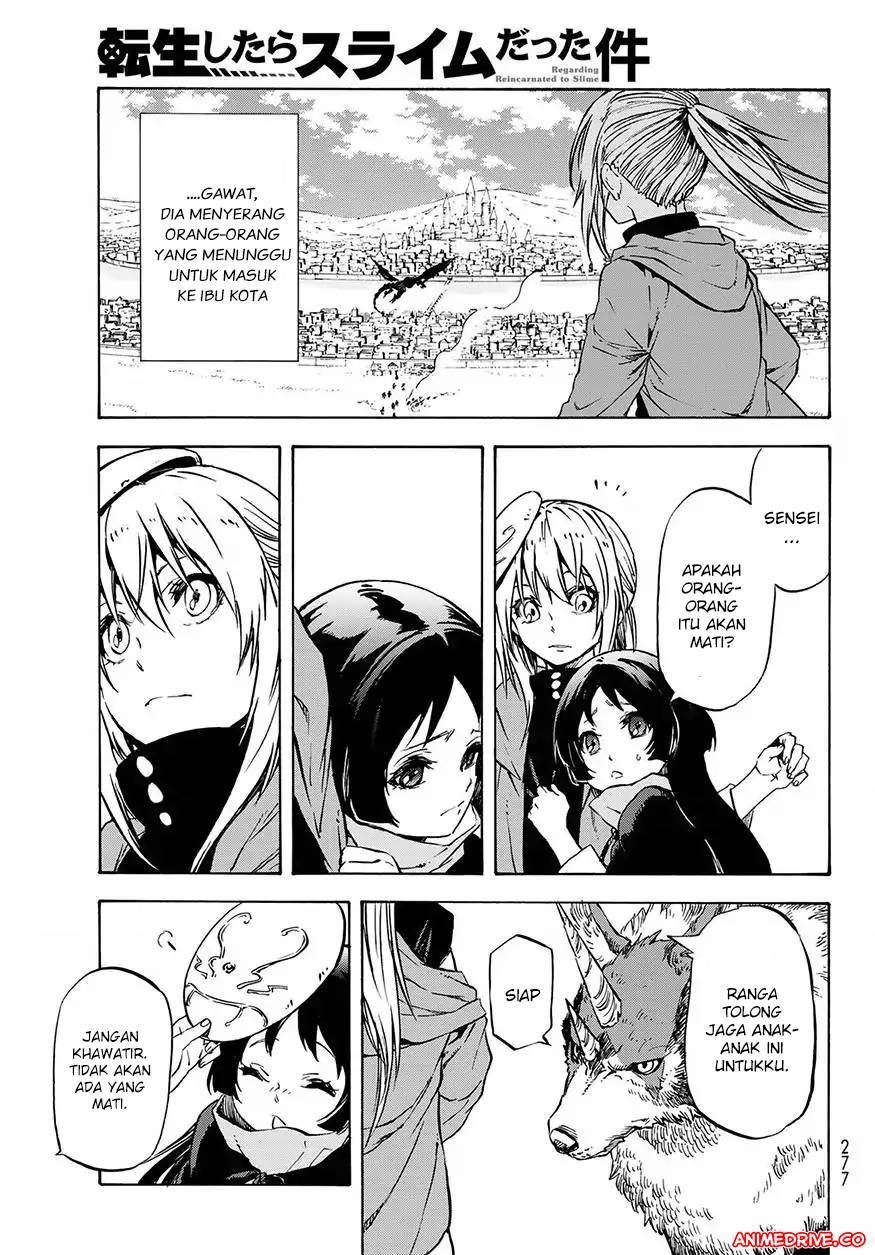 転生したらスライムだった件
Regarding
Reincarnated to Slime
.....GAWAT,
DIA MENYERANG
ORANG-ORANG
YANG MENUNGGU
UNTUK MASUK
KE IBU KOTA
SENSEI
...
APAKAH
ORANG-
ORANG
ITU AKAN
MATI?
RANGA
TOLONG
JAGA ANAK-
ANAK INI
UNTUKKU.
SIAP
JANGAN
KHAWATIR.
TIDAK AKAN
ADA YANG
MATI.
277
ANIMEDRIVE.CO